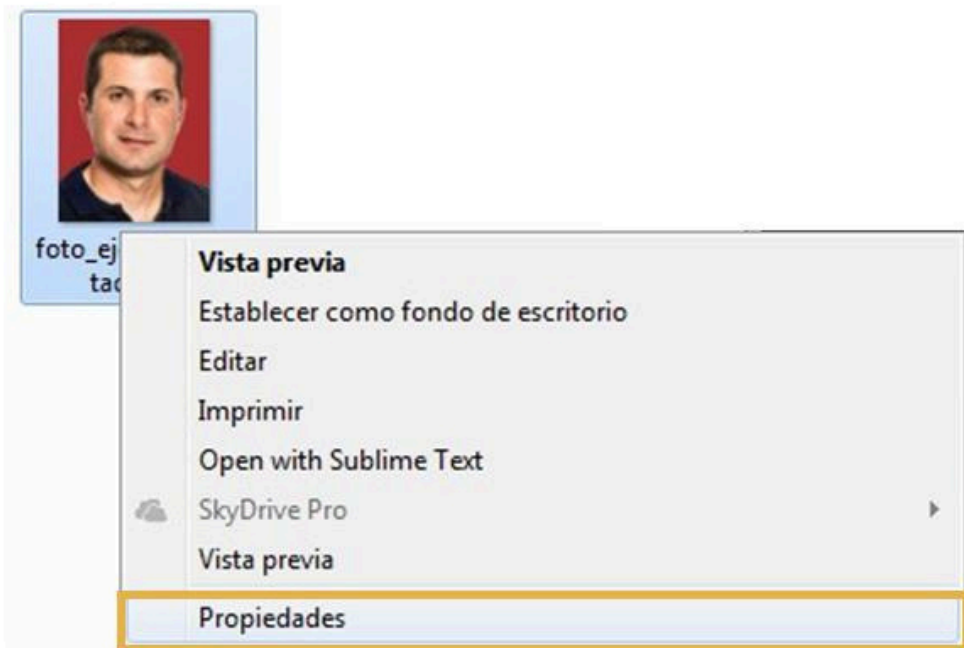 foto_ej
tac
Vista previa
Establecer como fondo de escritorio
Editar
Imprimir
Open with Sublime Text
SkyDrive Pro
Vista previa
Propiedades